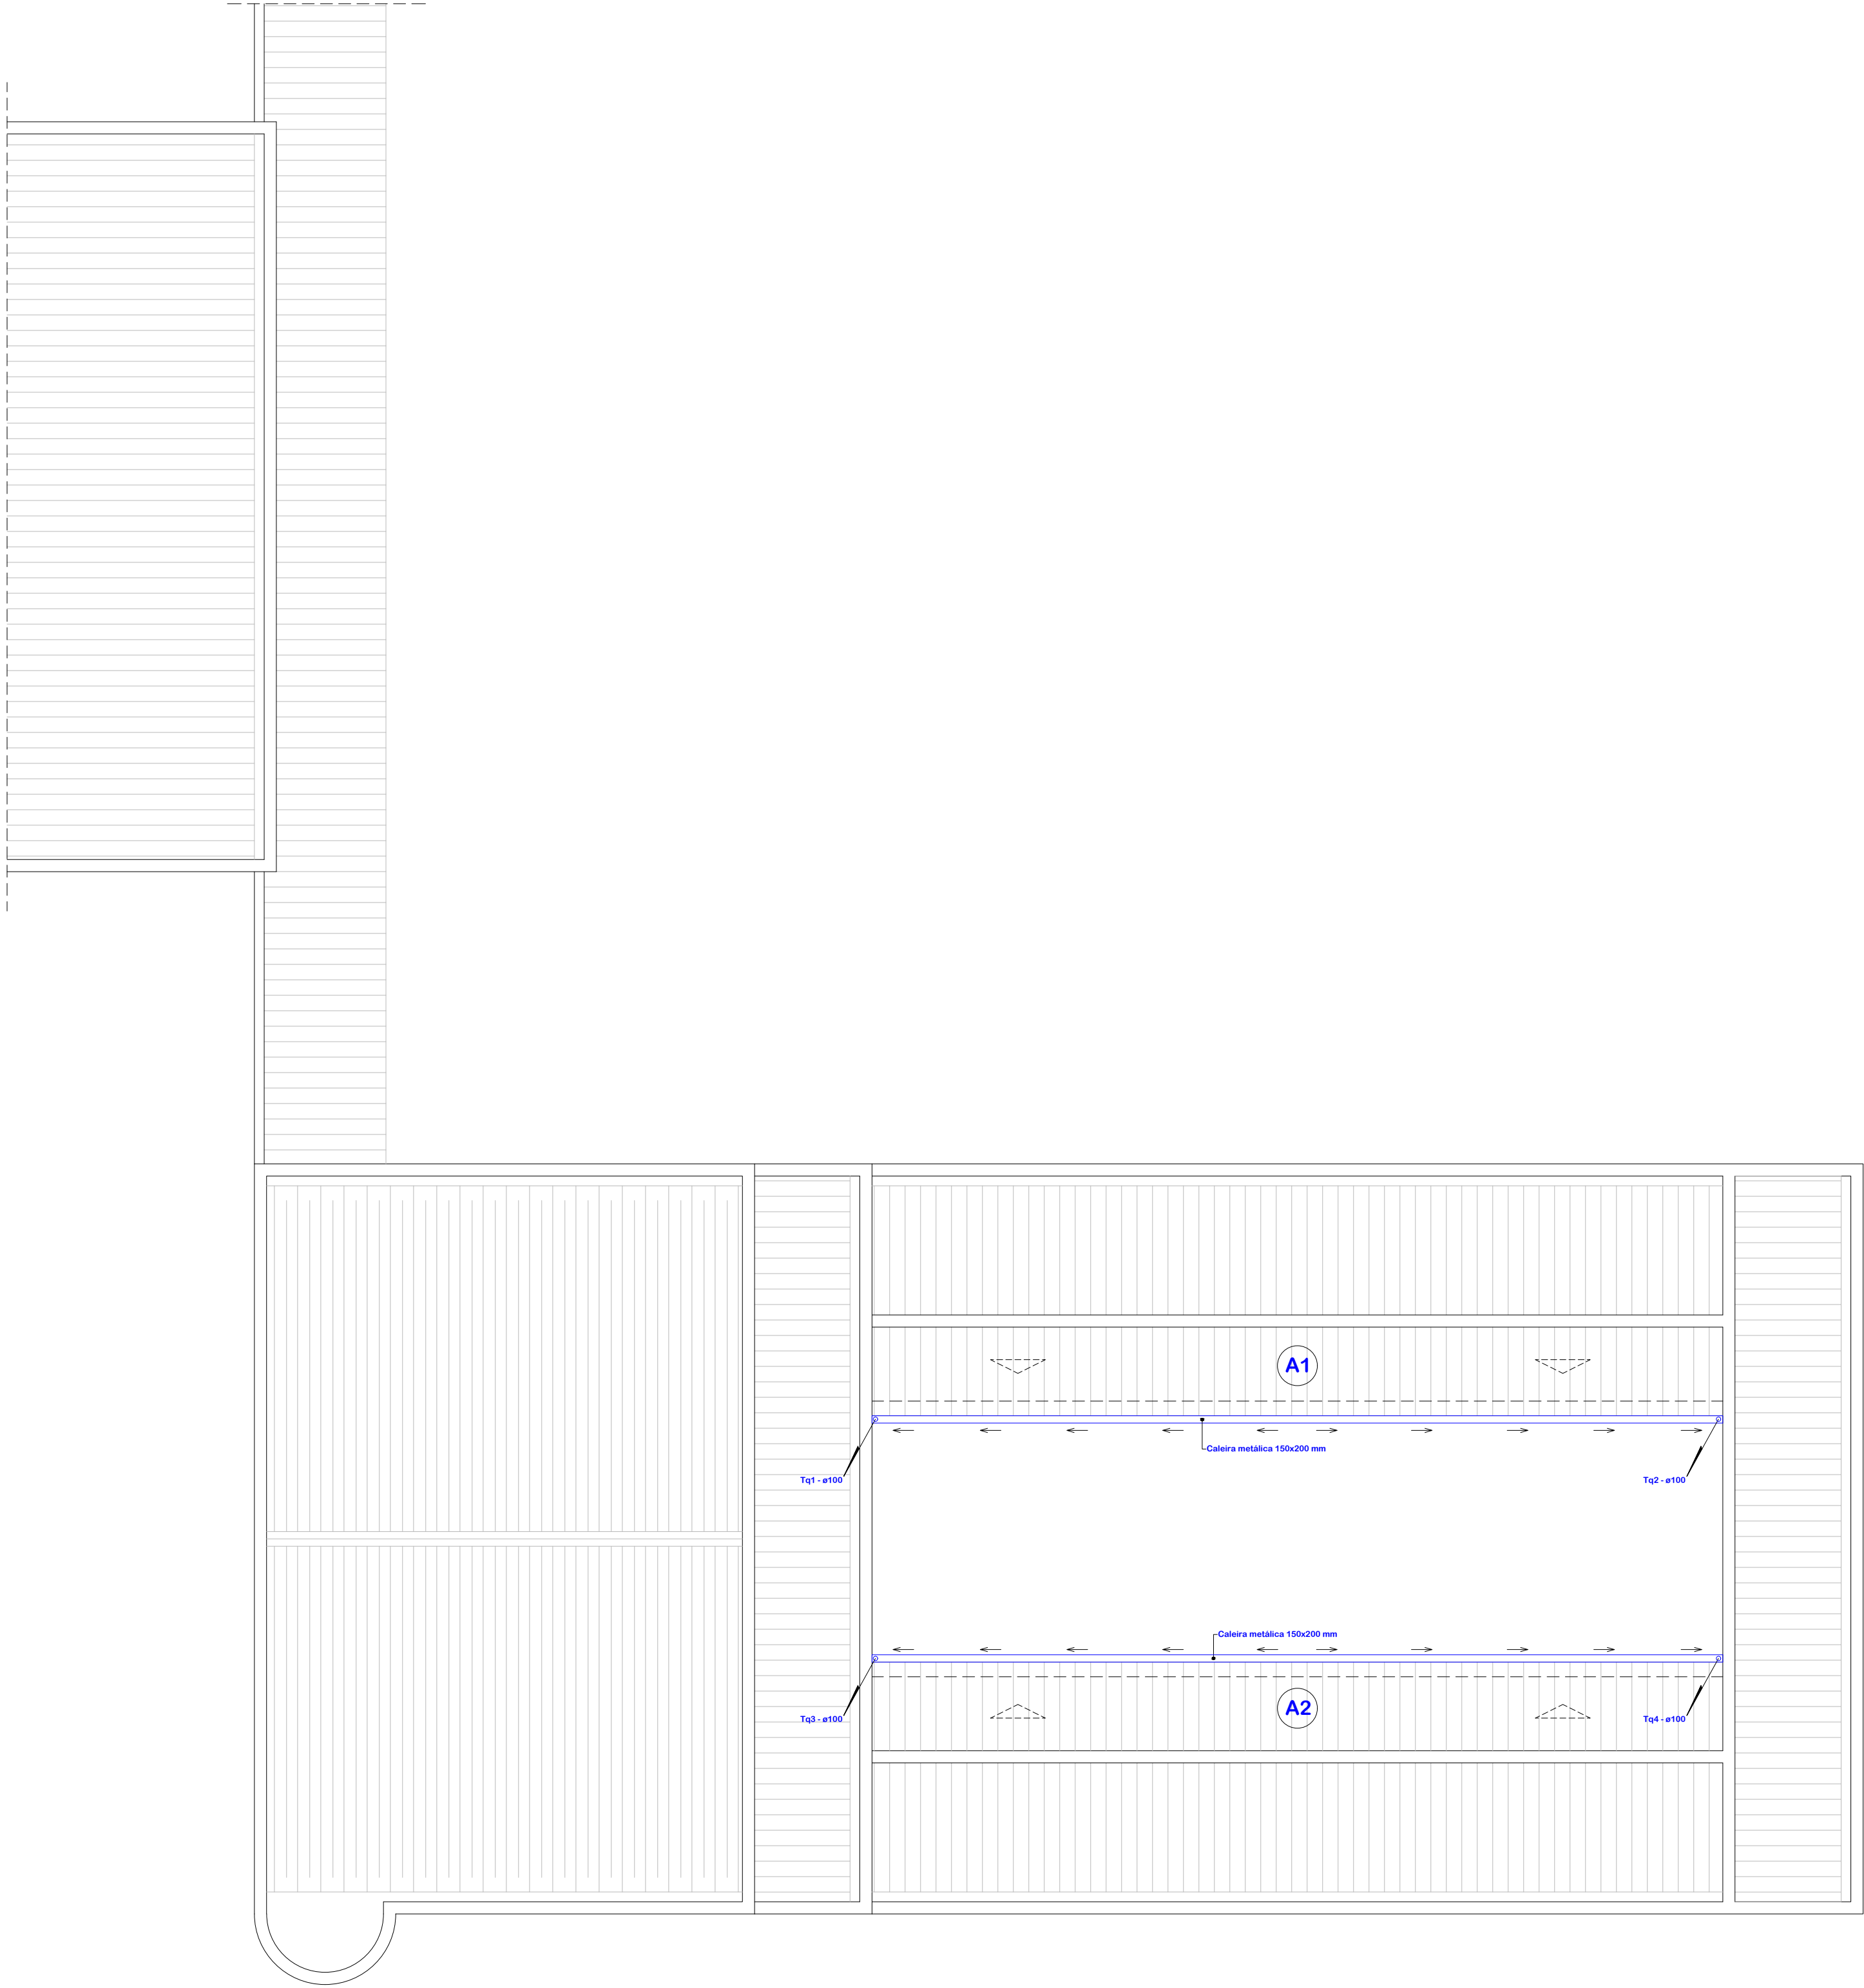 A1
Caleira metálica 150x200 mm
Tq1 - ø100
Tq2 - ø100
Caleira metálica 150x200 mm
A2
Tq3 - ø100
Tq4 - ø100